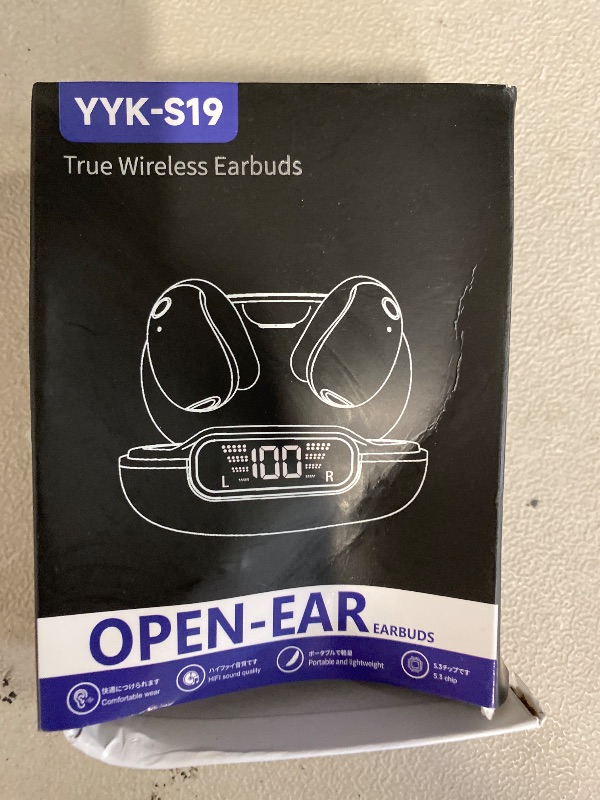 YYK-S19
True Wireless Earbuds
100
L R
OPEN-EAR EARBUDS
快適につけられます
Comfortable wear
ハイファイ音質です
HiFi sound quality
ポータブルで軽量
Portable and lightweight
5.3チップです
5.3 chip